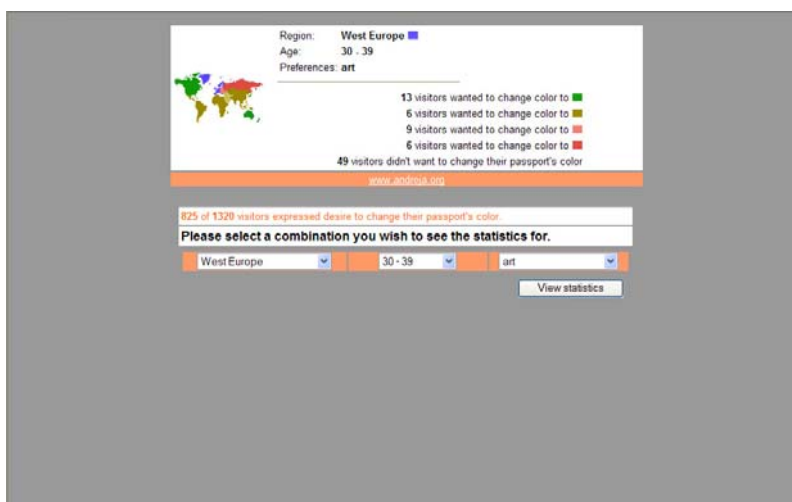 Region: West Europe
Age: 30 - 39
Preferences: art
13 visitors wanted to change color to
6 visitors wanted to change color to
9 visitors wanted to change color to
6 visitors wanted to change color to
49 visitors didn't want to change their passport's color
www.andreja.org
825 of 1320 visitors expressed desire to change their passport's color.
Please select a combination you wish to see the statistics for.
West Europe 30 - 39 art
View statistics